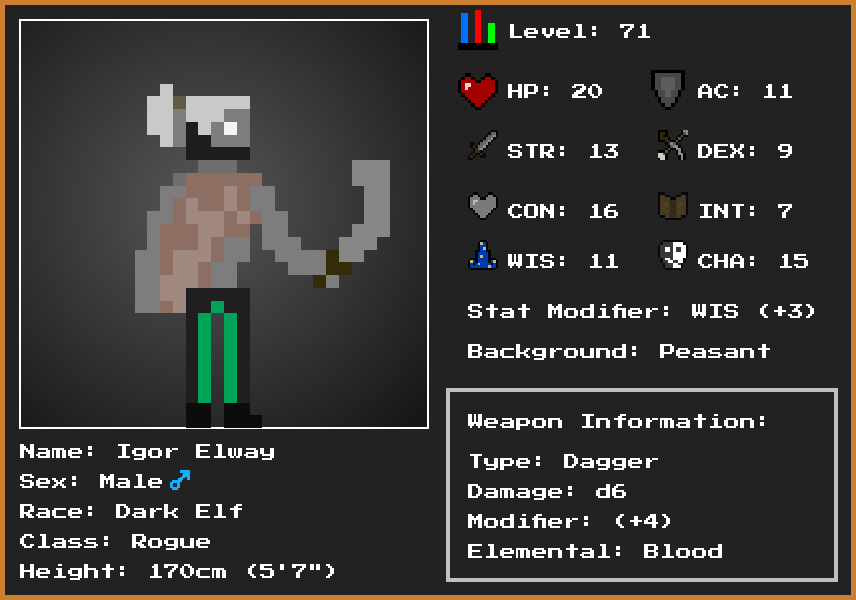 Level: 71
HP: 20 AC: 11
STR: 13 DEX: 9
CON: 16 INT: 7
WIS: 11 CHA: 15
Stat Modifier: WIS (+3)
Background: Peasant
Weapon Information:
Type: Dagger
Damage: d6
Modifier: (+4)
Elemental: Blood
Name: Igor Elway
Sex: Male ♂
Race: Dark Elf
Class: Rogue
Height: 170cm (5'7")